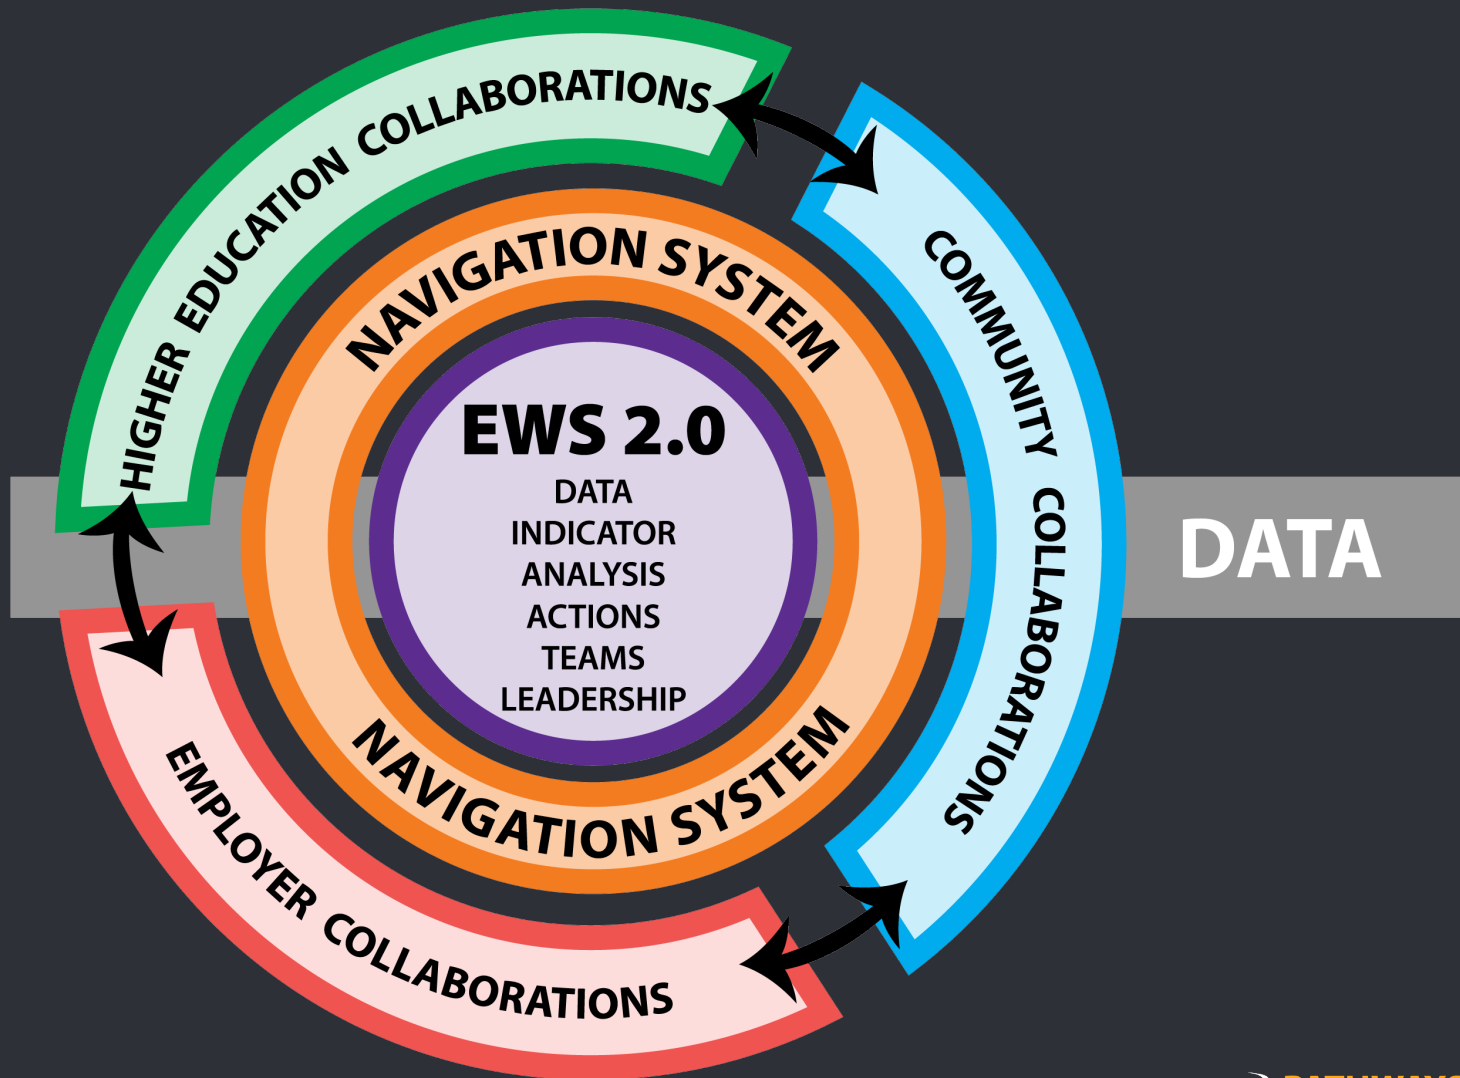 HIGHER EDUCATION COLLABORATIONS
COMMUNITY COLLABORATIONS
NAVIGATION SYSTEM
EWS 2.0
DATA
INDICATOR
ANALYSIS
ACTIONS
TEAMS
LEADERSHIP
DATA
NAVIGATION SYSTEM
EMPLOYER COLLABORATIONS